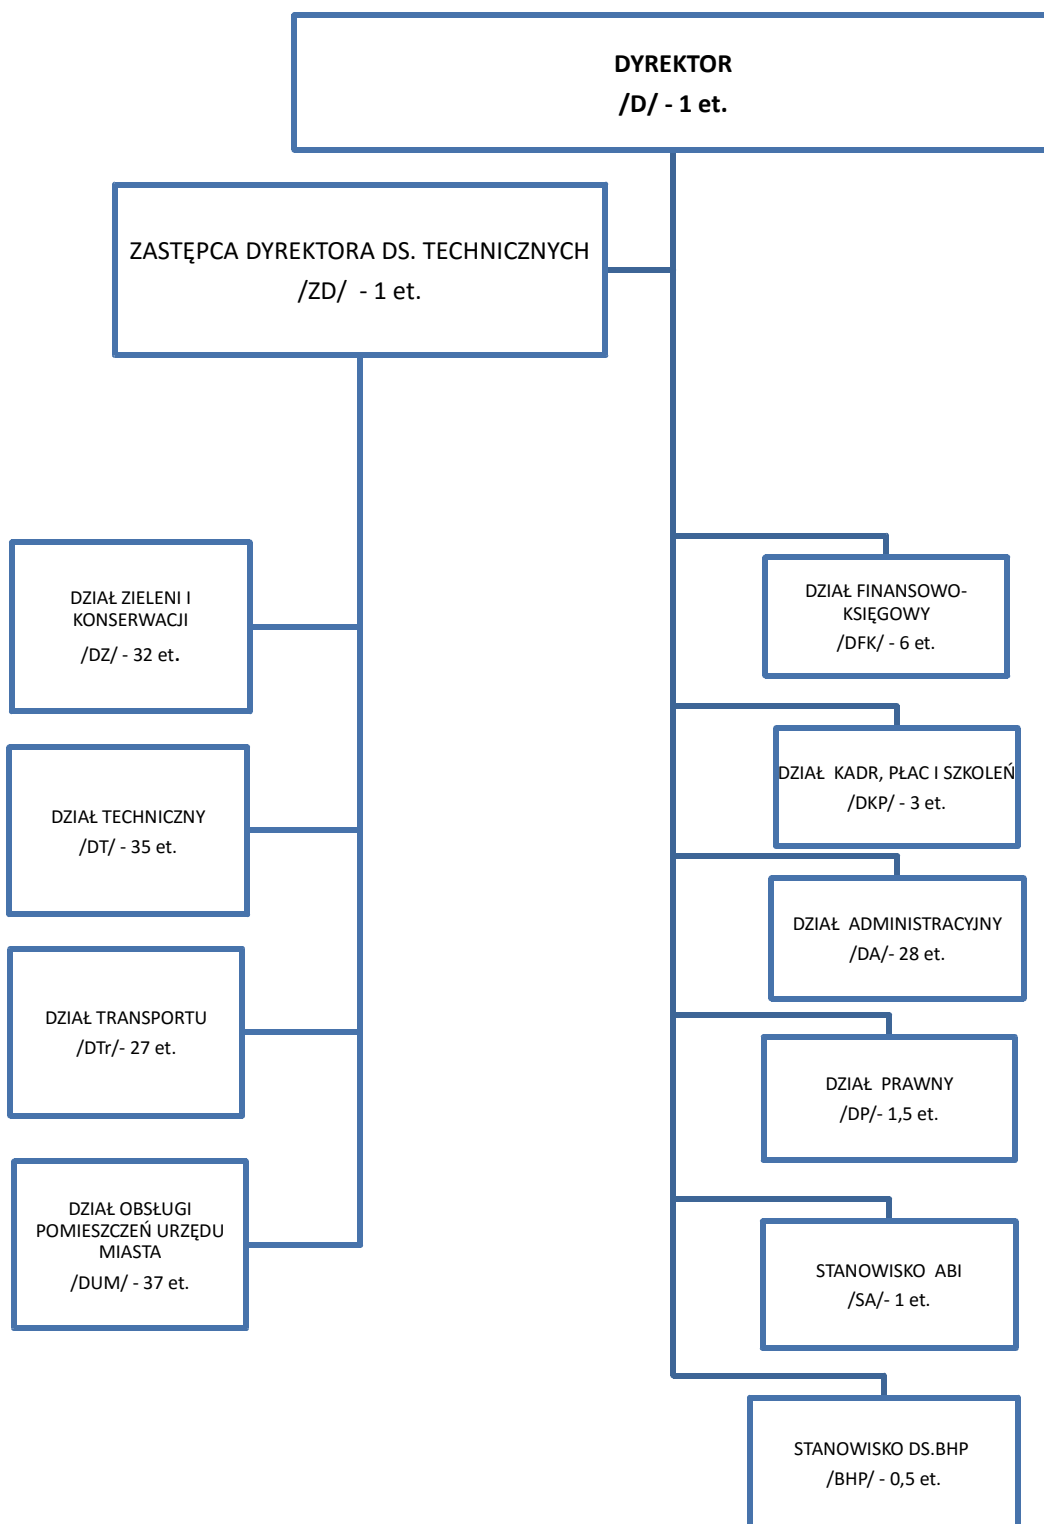 DYREKTOR
/D/ - 1 et.
ZASTĘPCA DYREKTORA DS. TECHNICZNYCH
/ZD/ - 1 et.
DZIAŁ ZIELENI I
KONSERWACJI
/DZ/ - 32 et.
DZIAŁ TECHNICZNY
/DT/ - 35 et.
DZIAŁ TRANSPORTU
/DTr/- 27 et.
DZIAŁ OBSŁUGI
POMIESZCZEŃ URZĘDU
MIASTA
/DUM/ - 37 et.
DZIAŁ FINANSOWO-
KSIĘGOWY
/DFK/ - 6 et.
DZIAŁ KADR, PŁAC I SZKOLEŃ
/DKP/ - 3 et.
DZIAŁ ADMINISTRACYJNY
/DA/- 28 et.
DZIAŁ PRAWNY
/DP/- 1,5 et.
STANOWISKO ABI
/SA/- 1 et.
STANOWISKO DS.BHP
/BHP/ - 0,5 et.